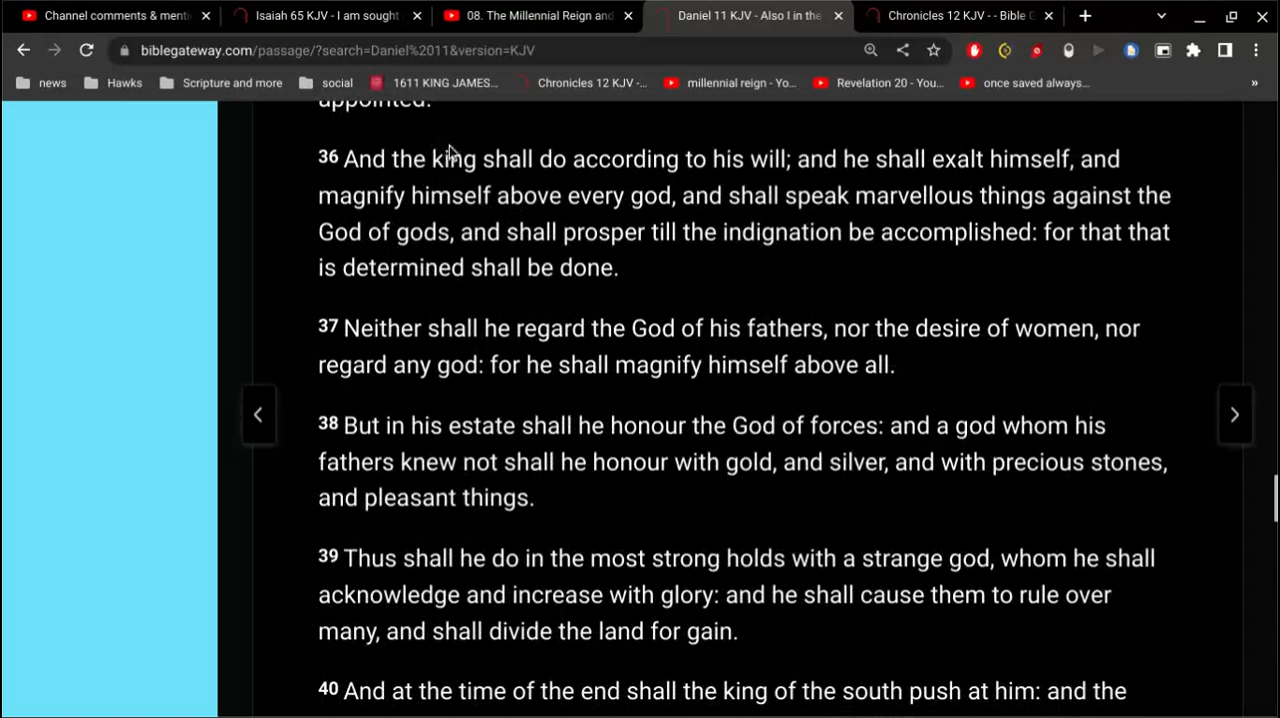 Channel comments & menti
Isaiah 65 KJV - I am sought
08. The Millennial Reign and
Daniel 11 KJV - Also I in the
Chronicles 12 KJV - - Bible G
biblegateway.com/passage/?search=Daniel%2011&version=KJV
news
Hawks
Scripture and more
social
1611 KING JAMES...
Chronicles 12 KJV -...
millennial reign - Yo...
Revelation 20 - You...
once saved always...
»
appointed.
36 And the king shall do according to his will; and he shall exalt himself, and
magnify himself above every god, and shall speak marvellous things against the
God of gods, and shall prosper till the indignation be accomplished: for that that
is determined shall be done.
37 Neither shall he regard the God of his fathers, nor the desire of women, nor
regard any god: for he shall magnify himself above all.
38 But in his estate shall he honour the God of forces: and a god whom his
fathers knew not shall he honour with gold, and silver, and with precious stones,
and pleasant things.
39 Thus shall he do in the most strong holds with a strange god, whom he shall
acknowledge and increase with glory: and he shall cause them to rule over
many, and shall divide the land for gain.
40 And at the time of the end shall the king of the south push at him: and the